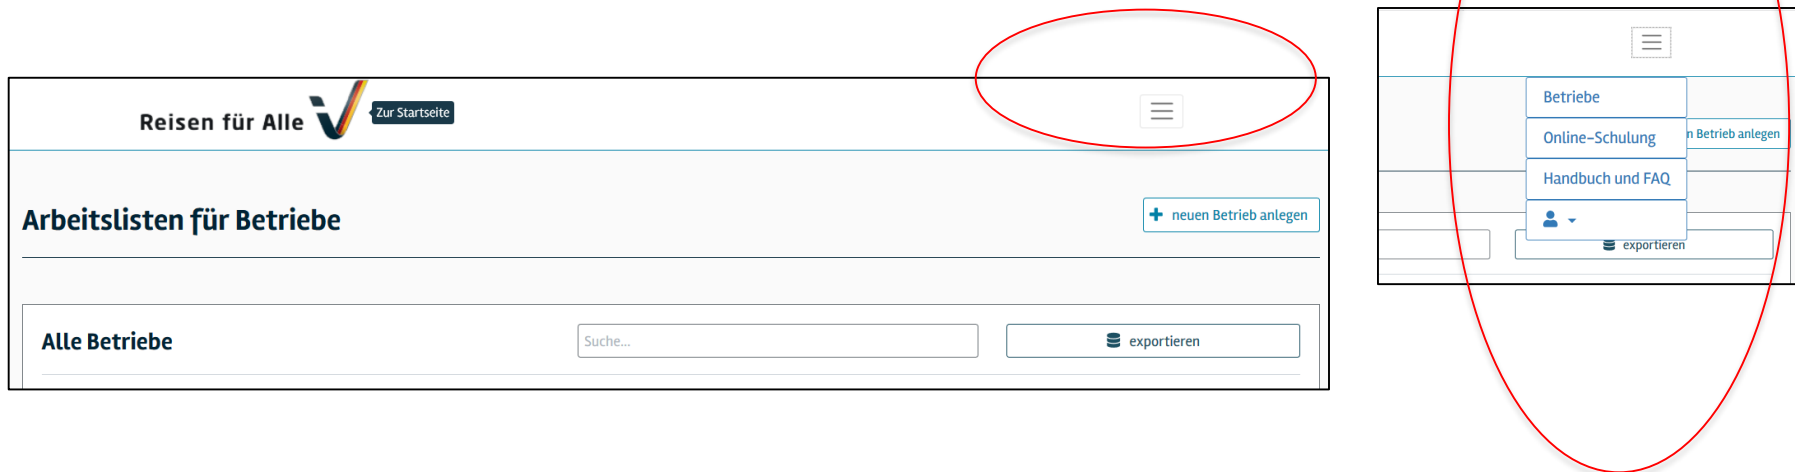 Reisen für Alle
Zur Startseite
Arbeitslisten für Betriebe
neuen Betrieb anlegen
Alle Betriebe
Suche...
exportieren
Betriebe
Online-Schulung
n Betrieb anlegen
Handbuch und FAQ
exportieren